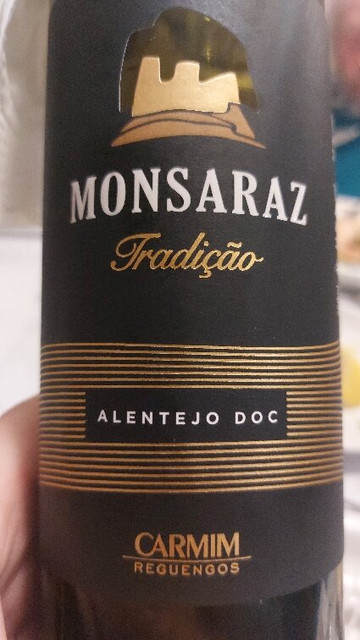 MONSARAZ
Tradição
ALENTEJO DOC
CARMIM
REGUENGOS